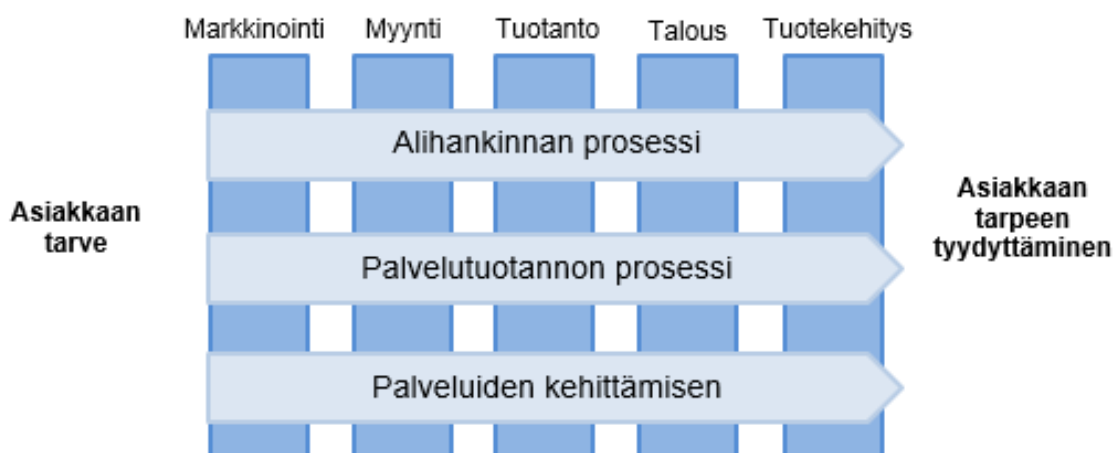 Markkinointi Myynti Tuotanto Talous Tuotekehitys
Alihankinnan prosessi
Asiakkaan
tarve
Palvelutuotannon prosessi
Asiakkaan
tarpeen
tyydyttäminen
Palveluiden kehittämisen